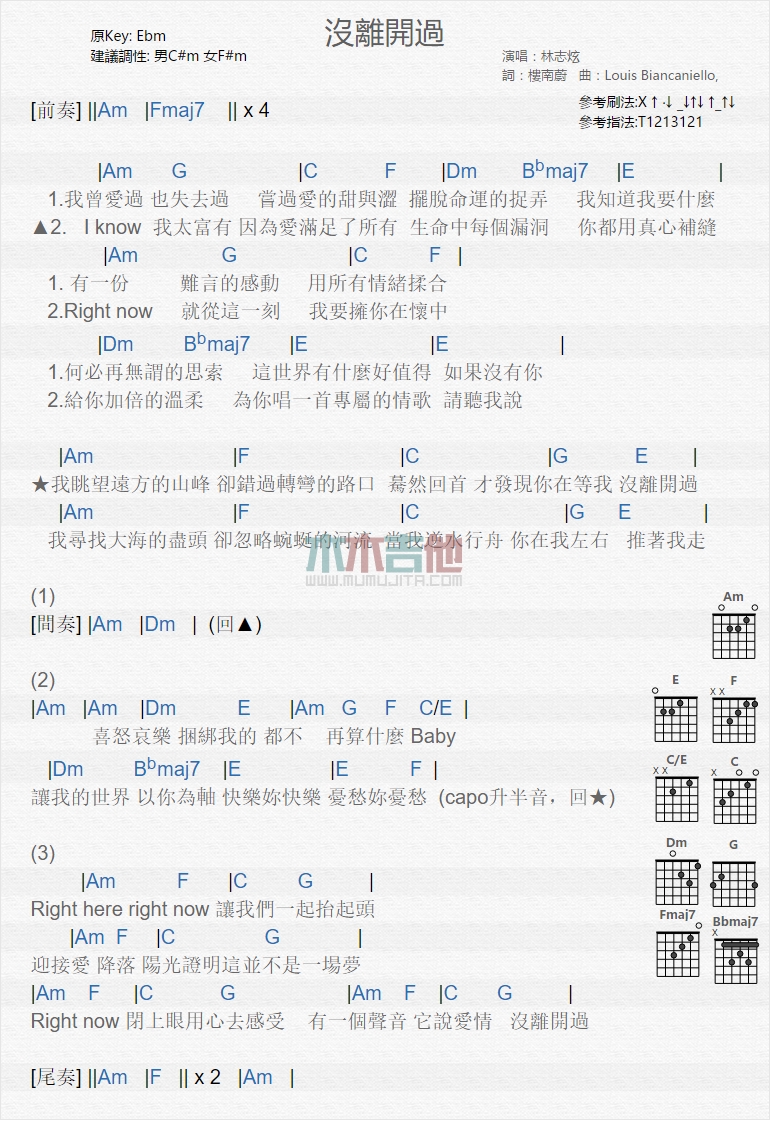 沒離開過
原Key: Ebm
建議調性: 男C#m 女F#m
演唱：林志炫
詞：樓南蔚 曲：Louis Biancaniello,
參考刷法:X↑·↓ _↓↑↓↑_↑↓
參考指法:T1213121
[前奏] ||Am |Fmaj7 || x 4
|Am G |C F |Dm Bbmaj7 |E |
1.我曾愛過 也失去過 嘗過愛的甜與澀 擺脫命運的捉弄 我知道我要什麼
▲2. I know 我太富有 因為愛滿足了所有 生命中每個漏洞 你都用真心補縫
|Am G |C F |
1. 有一份 難言的感動 用所有情緒揉合
2.Right now 就從這一刻 我要擁你在懷中
|Dm Bbmaj7 |E |E |
1.何必再無謂的思索 這世界有什麼好值得 如果沒有你
2.給你加倍的溫柔 為你唱一首專屬的情歌 請聽我說
|Am |F |C |G E |
★我眺望遠方的山峰 卻錯過轉彎的路口 驀然回首 才發現你在等我 沒離開過
|Am |F |C |G E |
我尋找大海的盡頭 卻忽略蜿蜒的河流 當我逆水行舟 你在我左右 推著我走
木木吉他
WWW.MUMUJITA.COM
(1)
[間奏] |Am |Dm | (回▲)
(2)
|Am |Am |Dm E |Am G F C/E |
喜怒哀樂 捆綁我的 都不 再算什麼 Baby
|Dm Bbmaj7 |E |E F |
讓我的世界 以你為軸 快樂妳快樂 憂愁妳憂愁 (capo升半音，回★)
(3)
|Am F |C G |
Right here right now 讓我們一起抬起頭
|Am F |C G |
迎接愛 降落 陽光證明這並不是一場夢
|Am F |C G |Am F |C G |
Right now 閉上眼用心去感受 有一個聲音 它說愛情 沒離開過
[尾奏] ||Am |F || x 2 |Am |
Am
E F
X X
C/E C
X X X
Dm G
Fmaj7 Bbmaj7
X